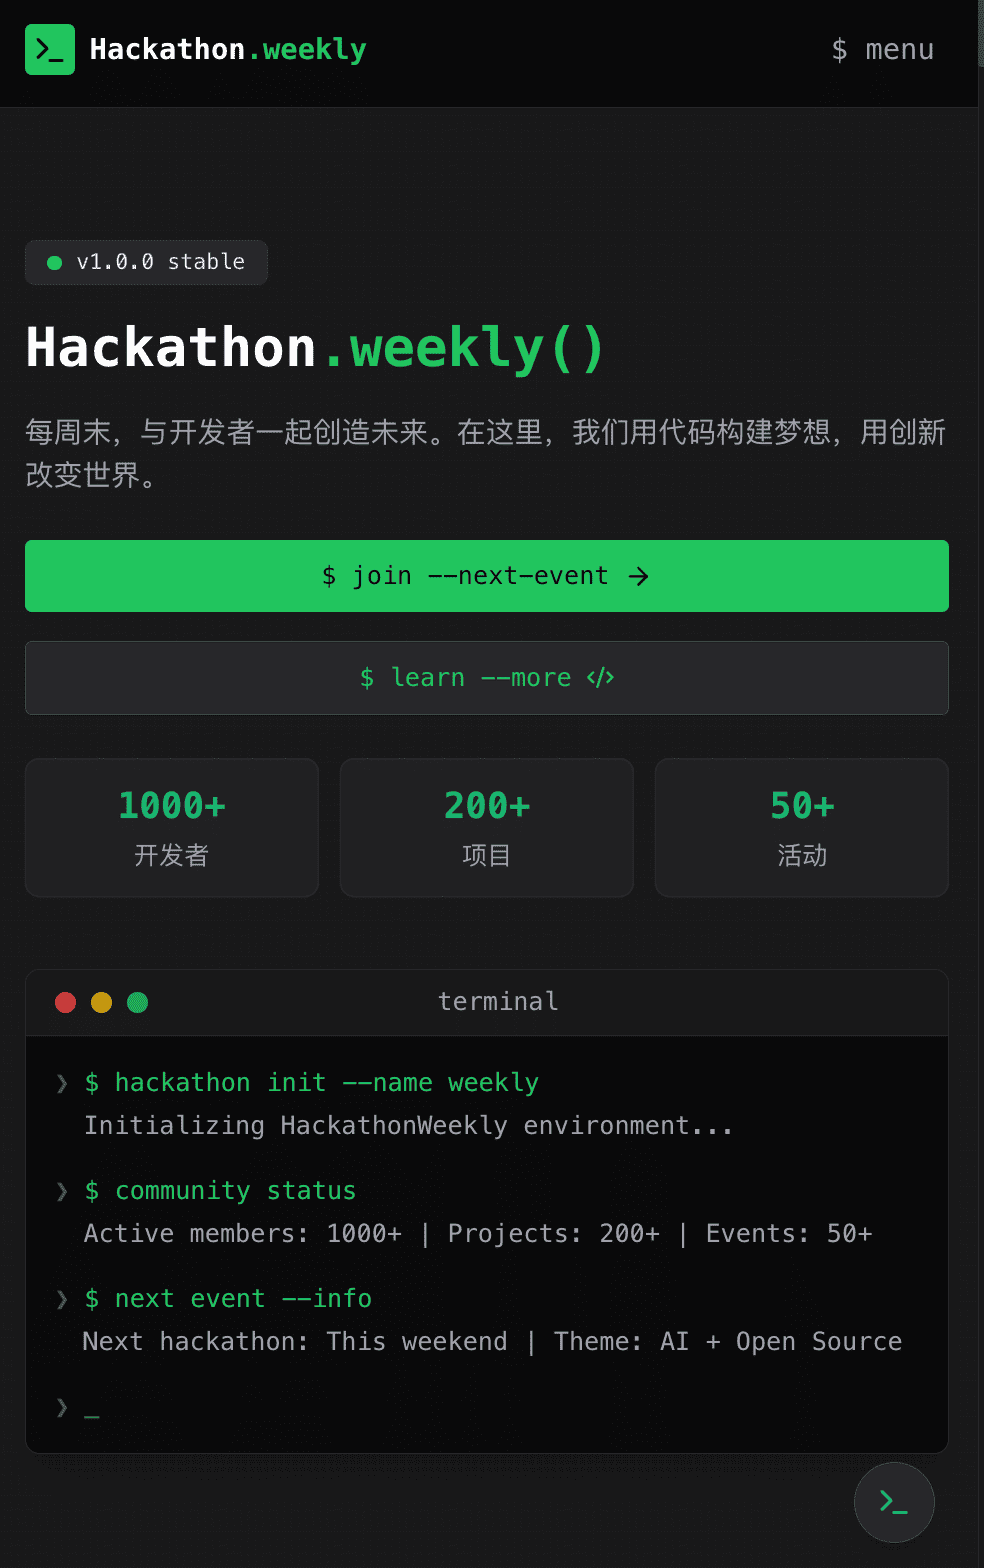 Hackathon.weekly
$ menu
v1.0.0 stable
Hackathon.weekly()
每周末，与开发者一起创造未来。在这里，我们用代码构建梦想，用创新
改变世界。
$ join --next-event →
$ learn --more </>
1000+
开发者
200+
项目
50+
活动
terminal
❯ $ hackathon init --name weekly
Initializing HackathonWeekly environment...
❯ $ community status
Active members: 1000+ | Projects: 200+ | Events: 50+
❯ $ next event --info
Next hackathon: This weekend | Theme: AI + Open Source
❯ _